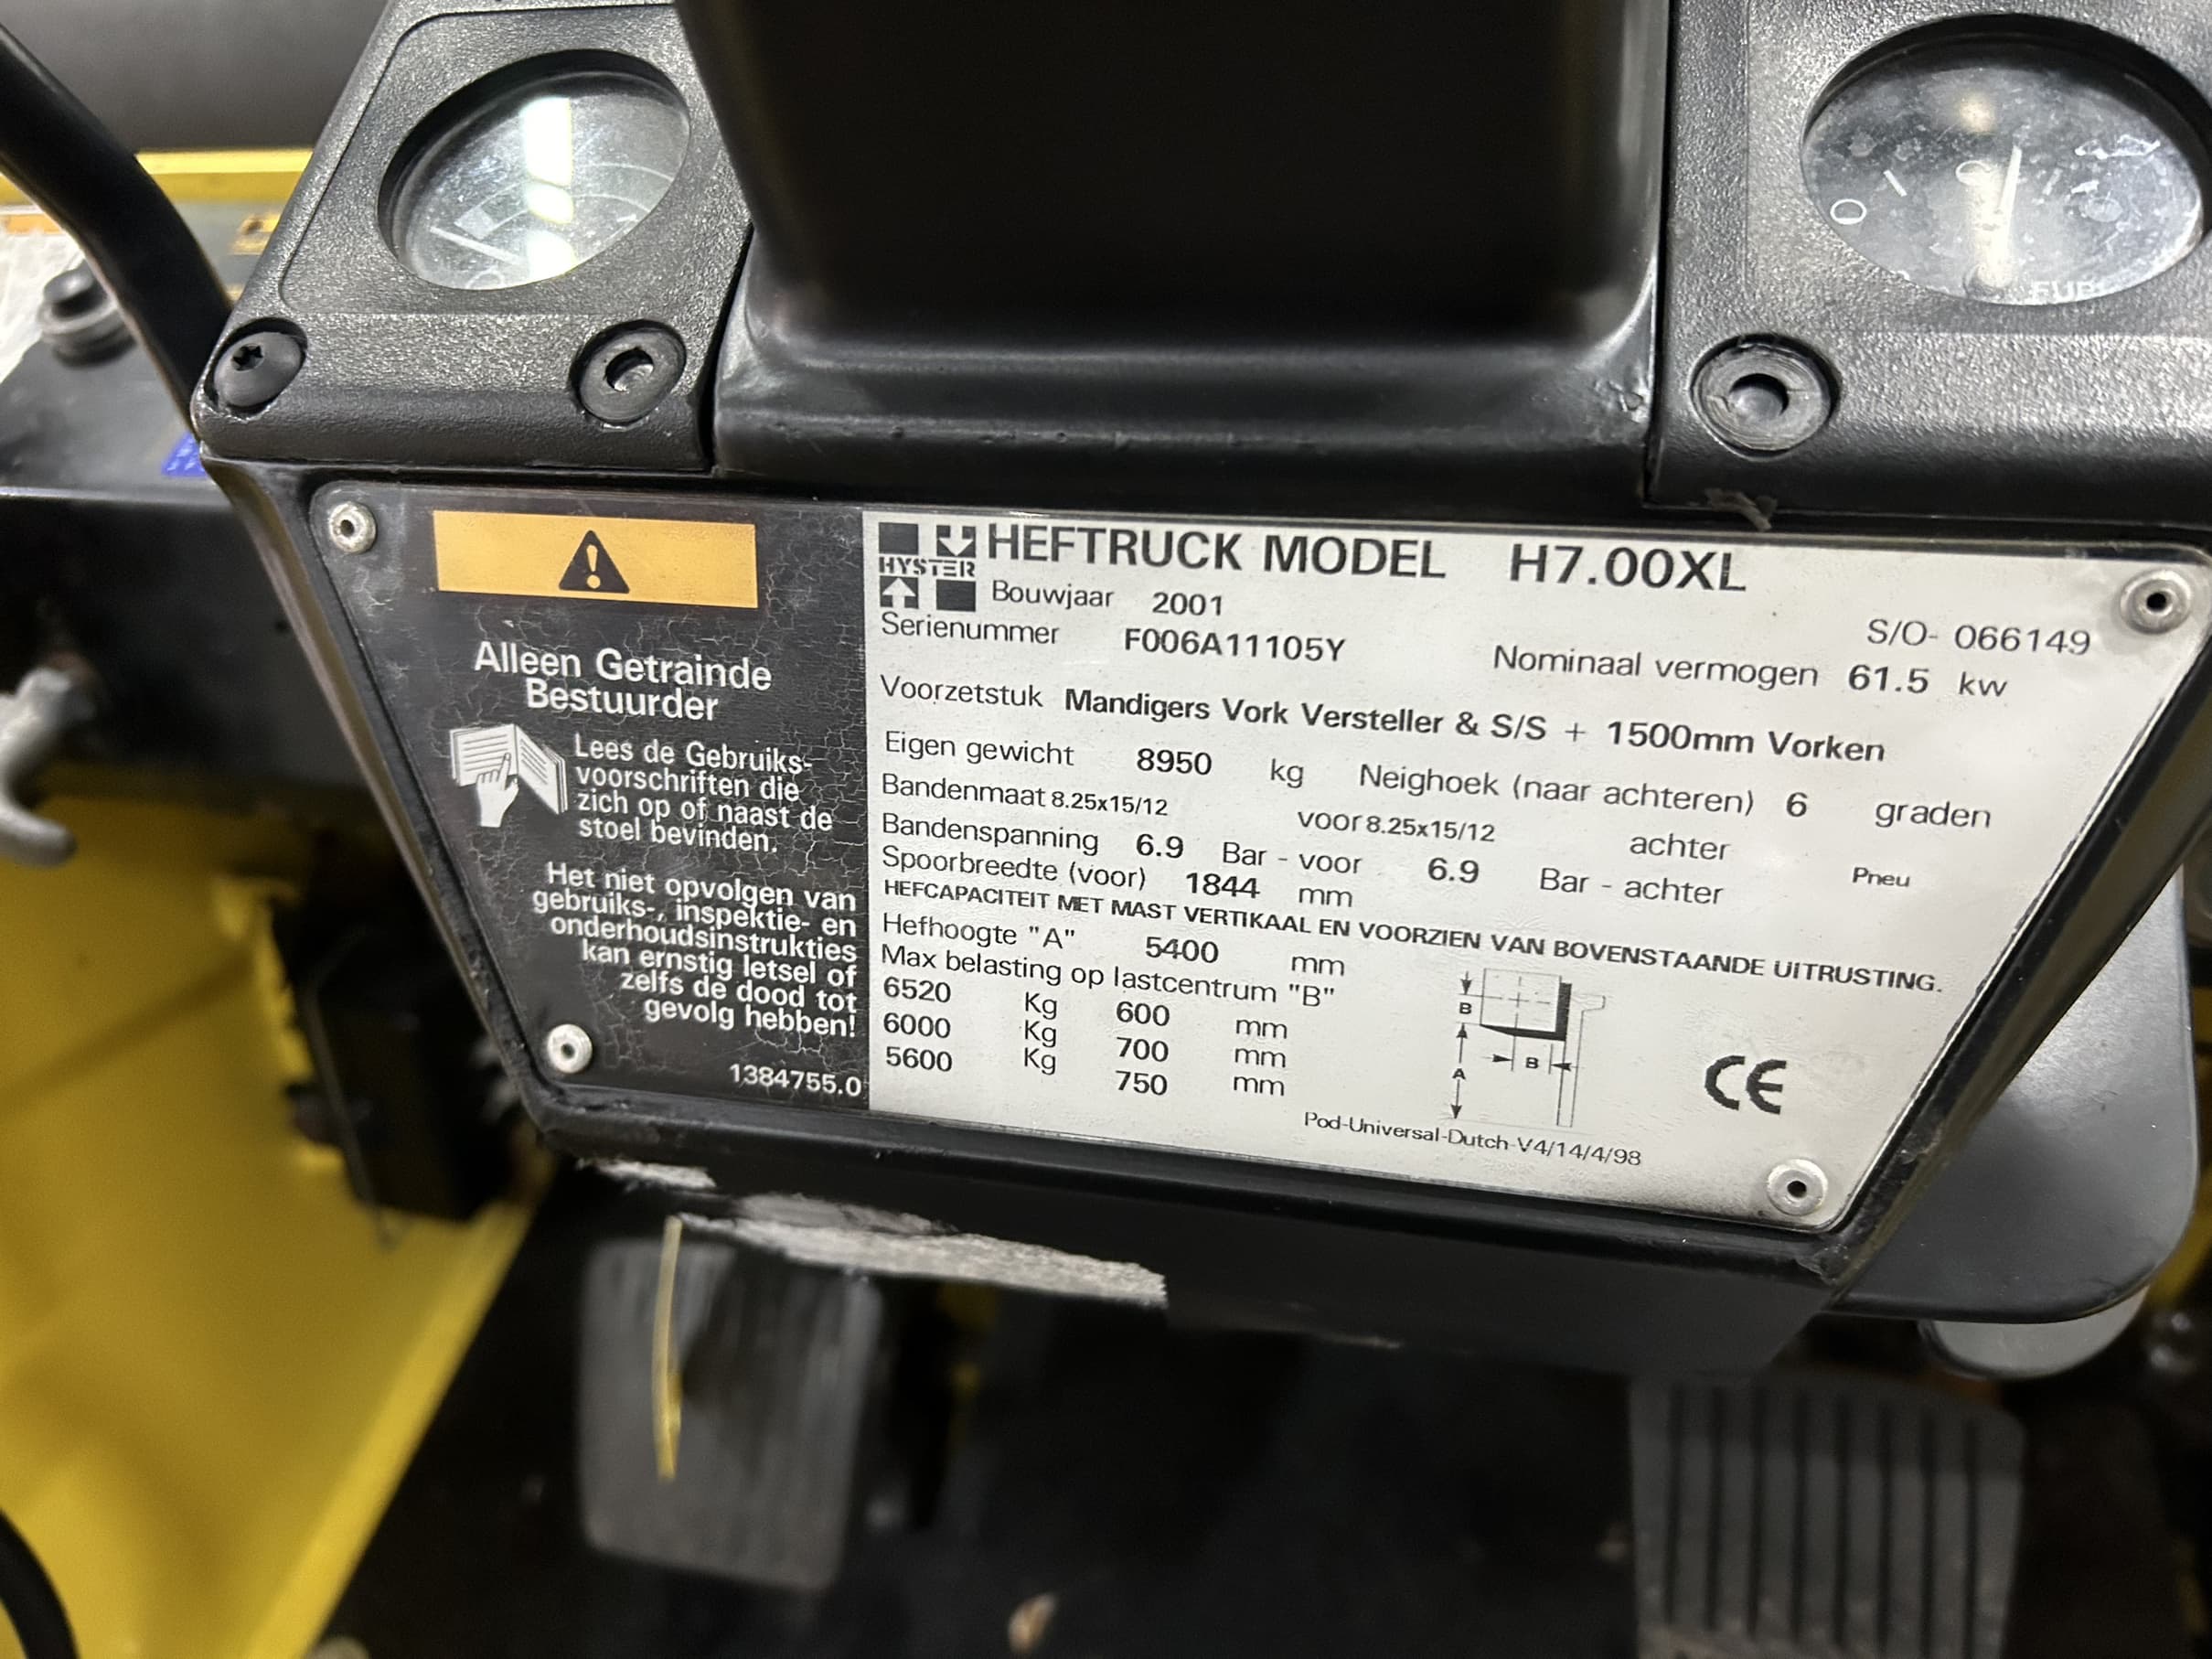 Alleen Getrainde
Bestuurder
Lees de Gebruiks-
voorschriften die
zich op of naast de
stoel bevinden.
Het niet opvolgen van
gebruiks-, inspektie- en
onderhoudsinstrukties
kan ernstig letsel of
zelfs de dood tot
gevolg hebben!
1384755.0
HYSTER
HEFTRUCK MODEL H7.00XL
Bouwjaar 2001
S/O- 066149
Serienummer F006A11105Y
Nominaal vermogen 61.5 kw
Voorzetstuk Mandigers Vork Versteller & S/S + 1500mm Vorken
Eigen gewicht 8950 kg Neighoek (naar achteren) 6 graden
Bandenmaat 8.25x15/12 voor 8.25x15/12 achter
Bandenspanning 6.9 Bar - voor 6.9 Bar - achter Pneu
Spoorbreedte (voor) 1844 mm
HEFCAPACITEIT MET MAST VERTIKAAL EN VOORZIEN VAN BOVENSTAANDE UITRUSTING.
Hefhoogte "A" 5400 mm
Max belasting op lastcentrum "B"
6520 Kg 600 mm
6000 Kg 700 mm
5600 Kg 750 mm
B
B
A
CE
Pod-Universal-Dutch-V4/14/4/98
0